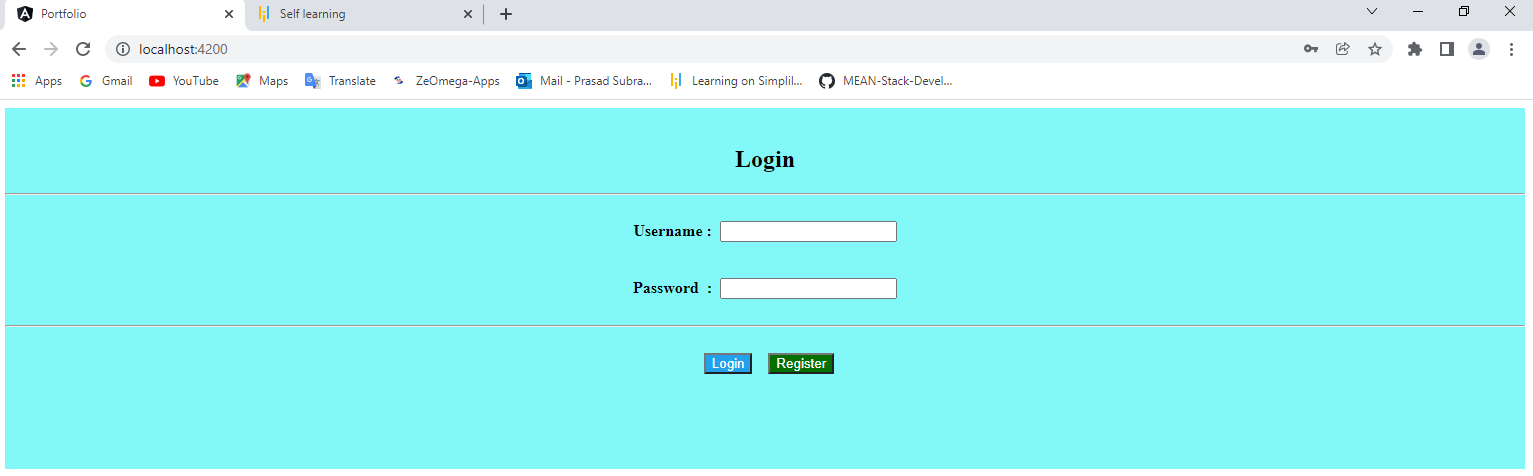 Portfolio Self learning
localhost:4200
Apps Gmail YouTube Maps Translate ZeOmega-Apps Mail - Prasad Subra... Learning on Simplil... MEAN-Stack-Devel...
Login
Username :
Password :
Login Register